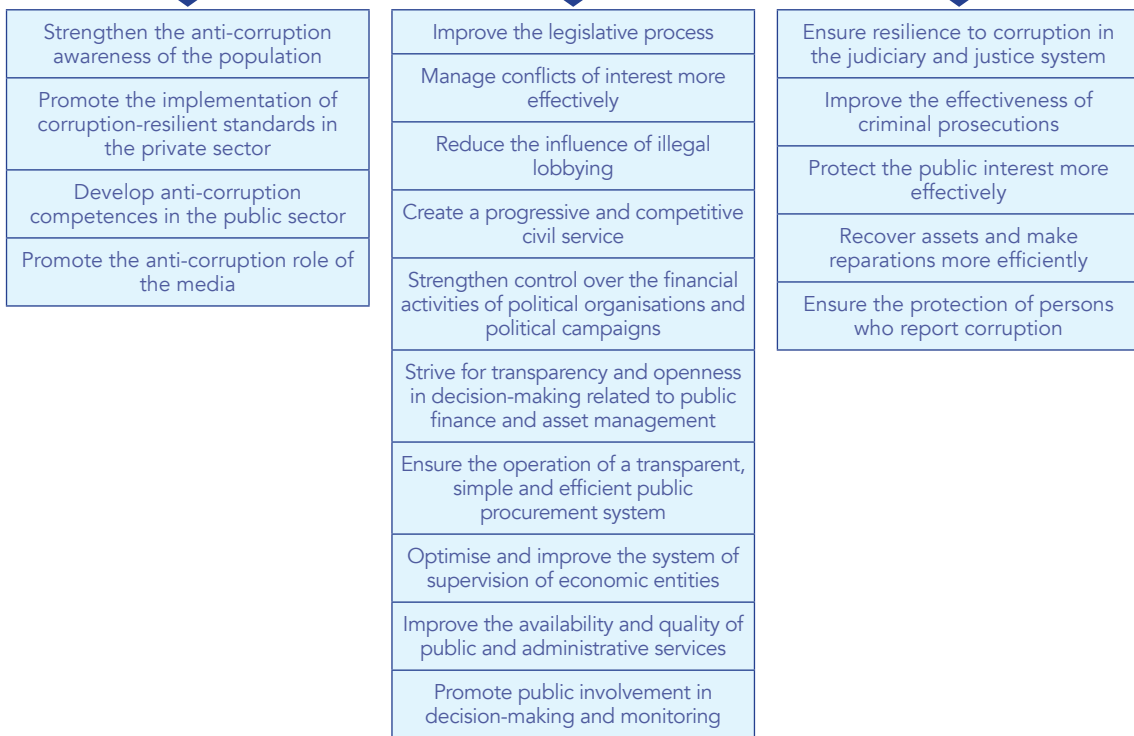 Strengthen the anti-corruption
awareness of the population
Promote the implementation of
corruption-resilient standards in
the private sector
Develop anti-corruption
competences in the public sector
Promote the anti-corruption role of
the media
Improve the legislative process
Manage conflicts of interest more
effectively
Reduce the influence of illegal
lobbying
Create a progressive and competitive
civil service
Strengthen control over the financial
activities of political organisations and
political campaigns
Strive for transparency and openness
in decision-making related to public
finance and asset management
Ensure the operation of a transparent,
simple and efficient public
procurement system
Optimise and improve the system of
supervision of economic entities
Improve the availability and quality of
public and administrative services
Promote public involvement in
decision-making and monitoring
Ensure resilience to corruption in
the judiciary and justice system
Improve the effectiveness of
criminal prosecutions
Protect the public interest more
effectively
Recover assets and make
reparations more efficiently
Ensure the protection of persons
who report corruption